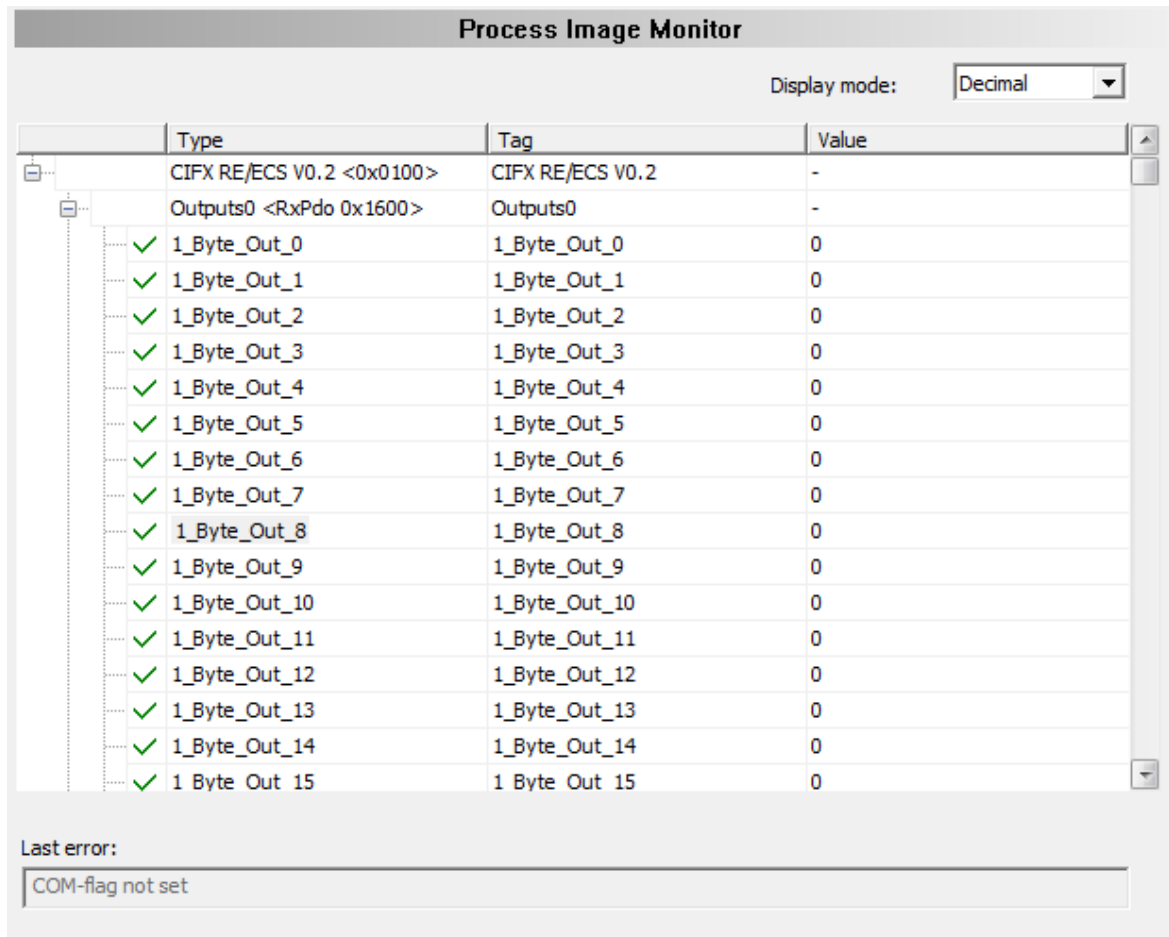 Process Image Monitor
Display mode: Decimal
Type Tag Value
CIFX RE/ECS V0.2 <0x0100> CIFX RE/ECS V0.2 -
Outputs0 <RxPdo 0x1600> Outputs0 -
1_Byte_Out_0 1_Byte_Out_0 0
1_Byte_Out_1 1_Byte_Out_1 0
1_Byte_Out_2 1_Byte_Out_2 0
1_Byte_Out_3 1_Byte_Out_3 0
1_Byte_Out_4 1_Byte_Out_4 0
1_Byte_Out_5 1_Byte_Out_5 0
1_Byte_Out_6 1_Byte_Out_6 0
1_Byte_Out_7 1_Byte_Out_7 0
1_Byte_Out_8 1_Byte_Out_8 0
1_Byte_Out_9 1_Byte_Out_9 0
1_Byte_Out_10 1_Byte_Out_10 0
1_Byte_Out_11 1_Byte_Out_11 0
1_Byte_Out_12 1_Byte_Out_12 0
1_Byte_Out_13 1_Byte_Out_13 0
1_Byte_Out_14 1_Byte_Out_14 0
1_Byte_Out_15 1_Byte_Out_15 0
Last error:
COM-flag not set